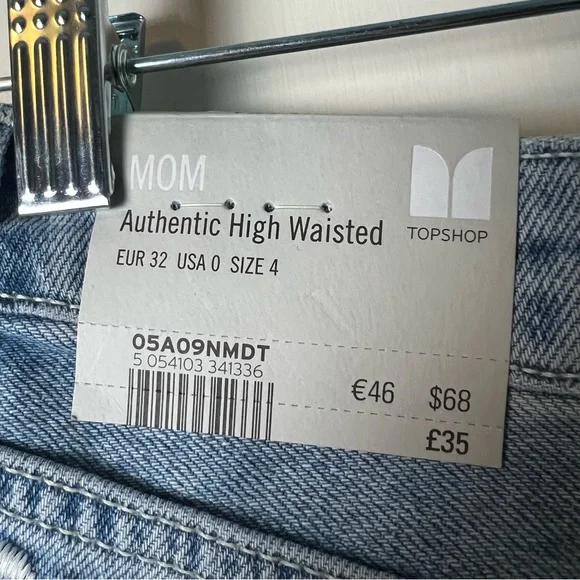 MOM
Authentic High Waisted
TOPSHOP
EUR 32 USA 0 SIZE 4
05A09NMDT
5 054103 341336
€46 $68
£35